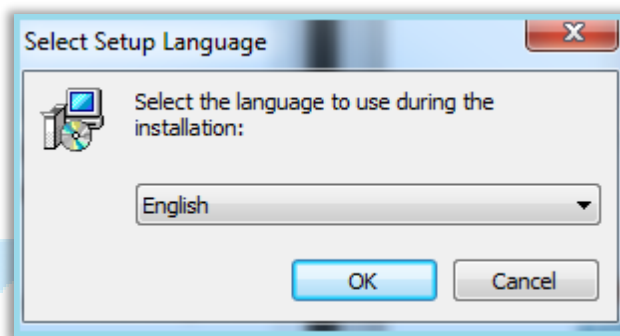 Select Setup Language
Select the language to use during the
installation:
English
OK
Cancel